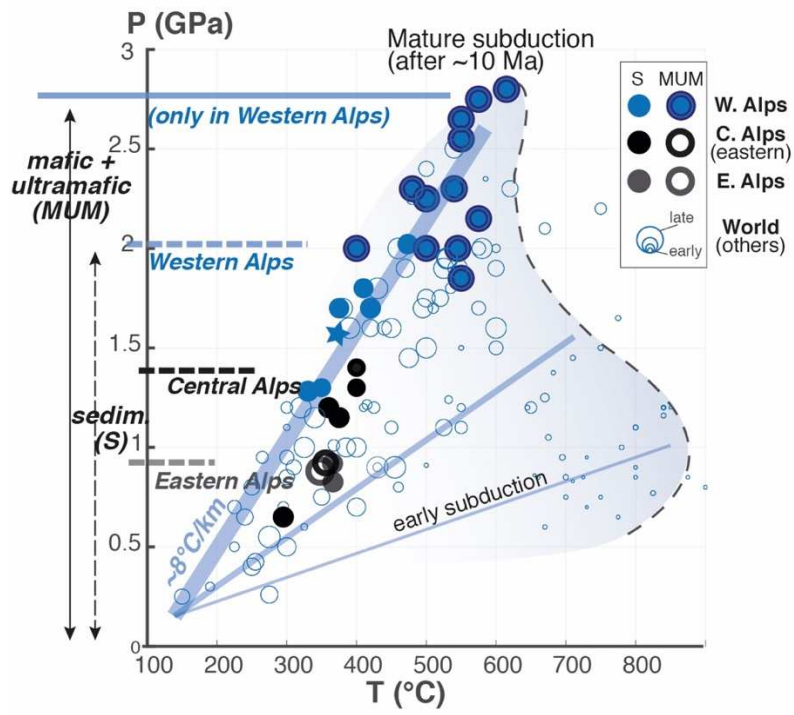 P (GPa)
3
2.5
2
1.5
1
0.5
0
100
200
300
400
500
600
700
800
T (°C)
Mature subduction
(after ~10 Ma)
(only in Western Alps)
mafic +
ultramafic
(MUM)
Western Alps
Central Alps
sedim.
(S)
Eastern Alps
~8°C/km
early subduction
S MUM
W. Alps
C. Alps
(eastern)
E. Alps
late
early
World
(others)